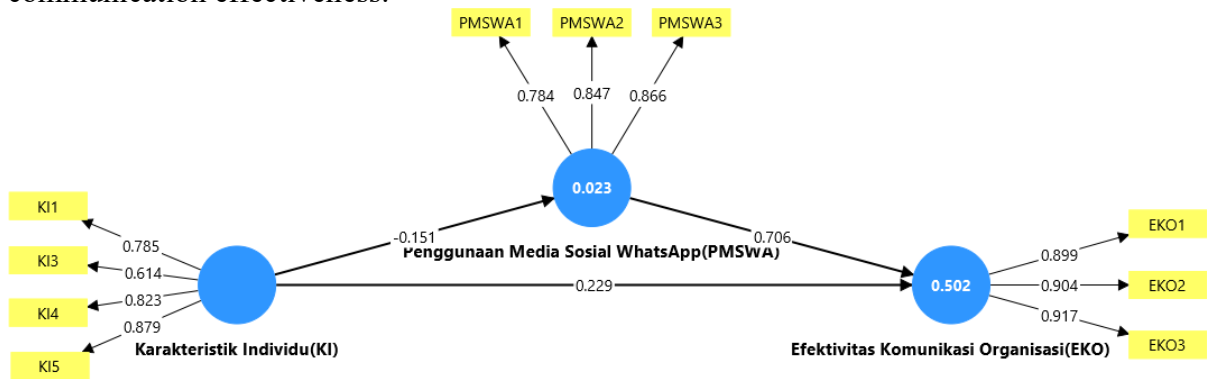 communication effectiveness.
PMSWA1 PMSWA2 PMSWA3
0.784 0.847 0.866
0.023
KI1
KI3
KI4
KI5
0.785
0.614
0.823
0.879
-0.151
0.706
Penggunaan Media Sosial WhatsApp(PMSWA)
0.229
0.502
EKO1
EKO2
EKO3
0.899
0.904
0.917
Karakteristik Individu(KI)
Efektivitas Komunikasi Organisasi(EKO)